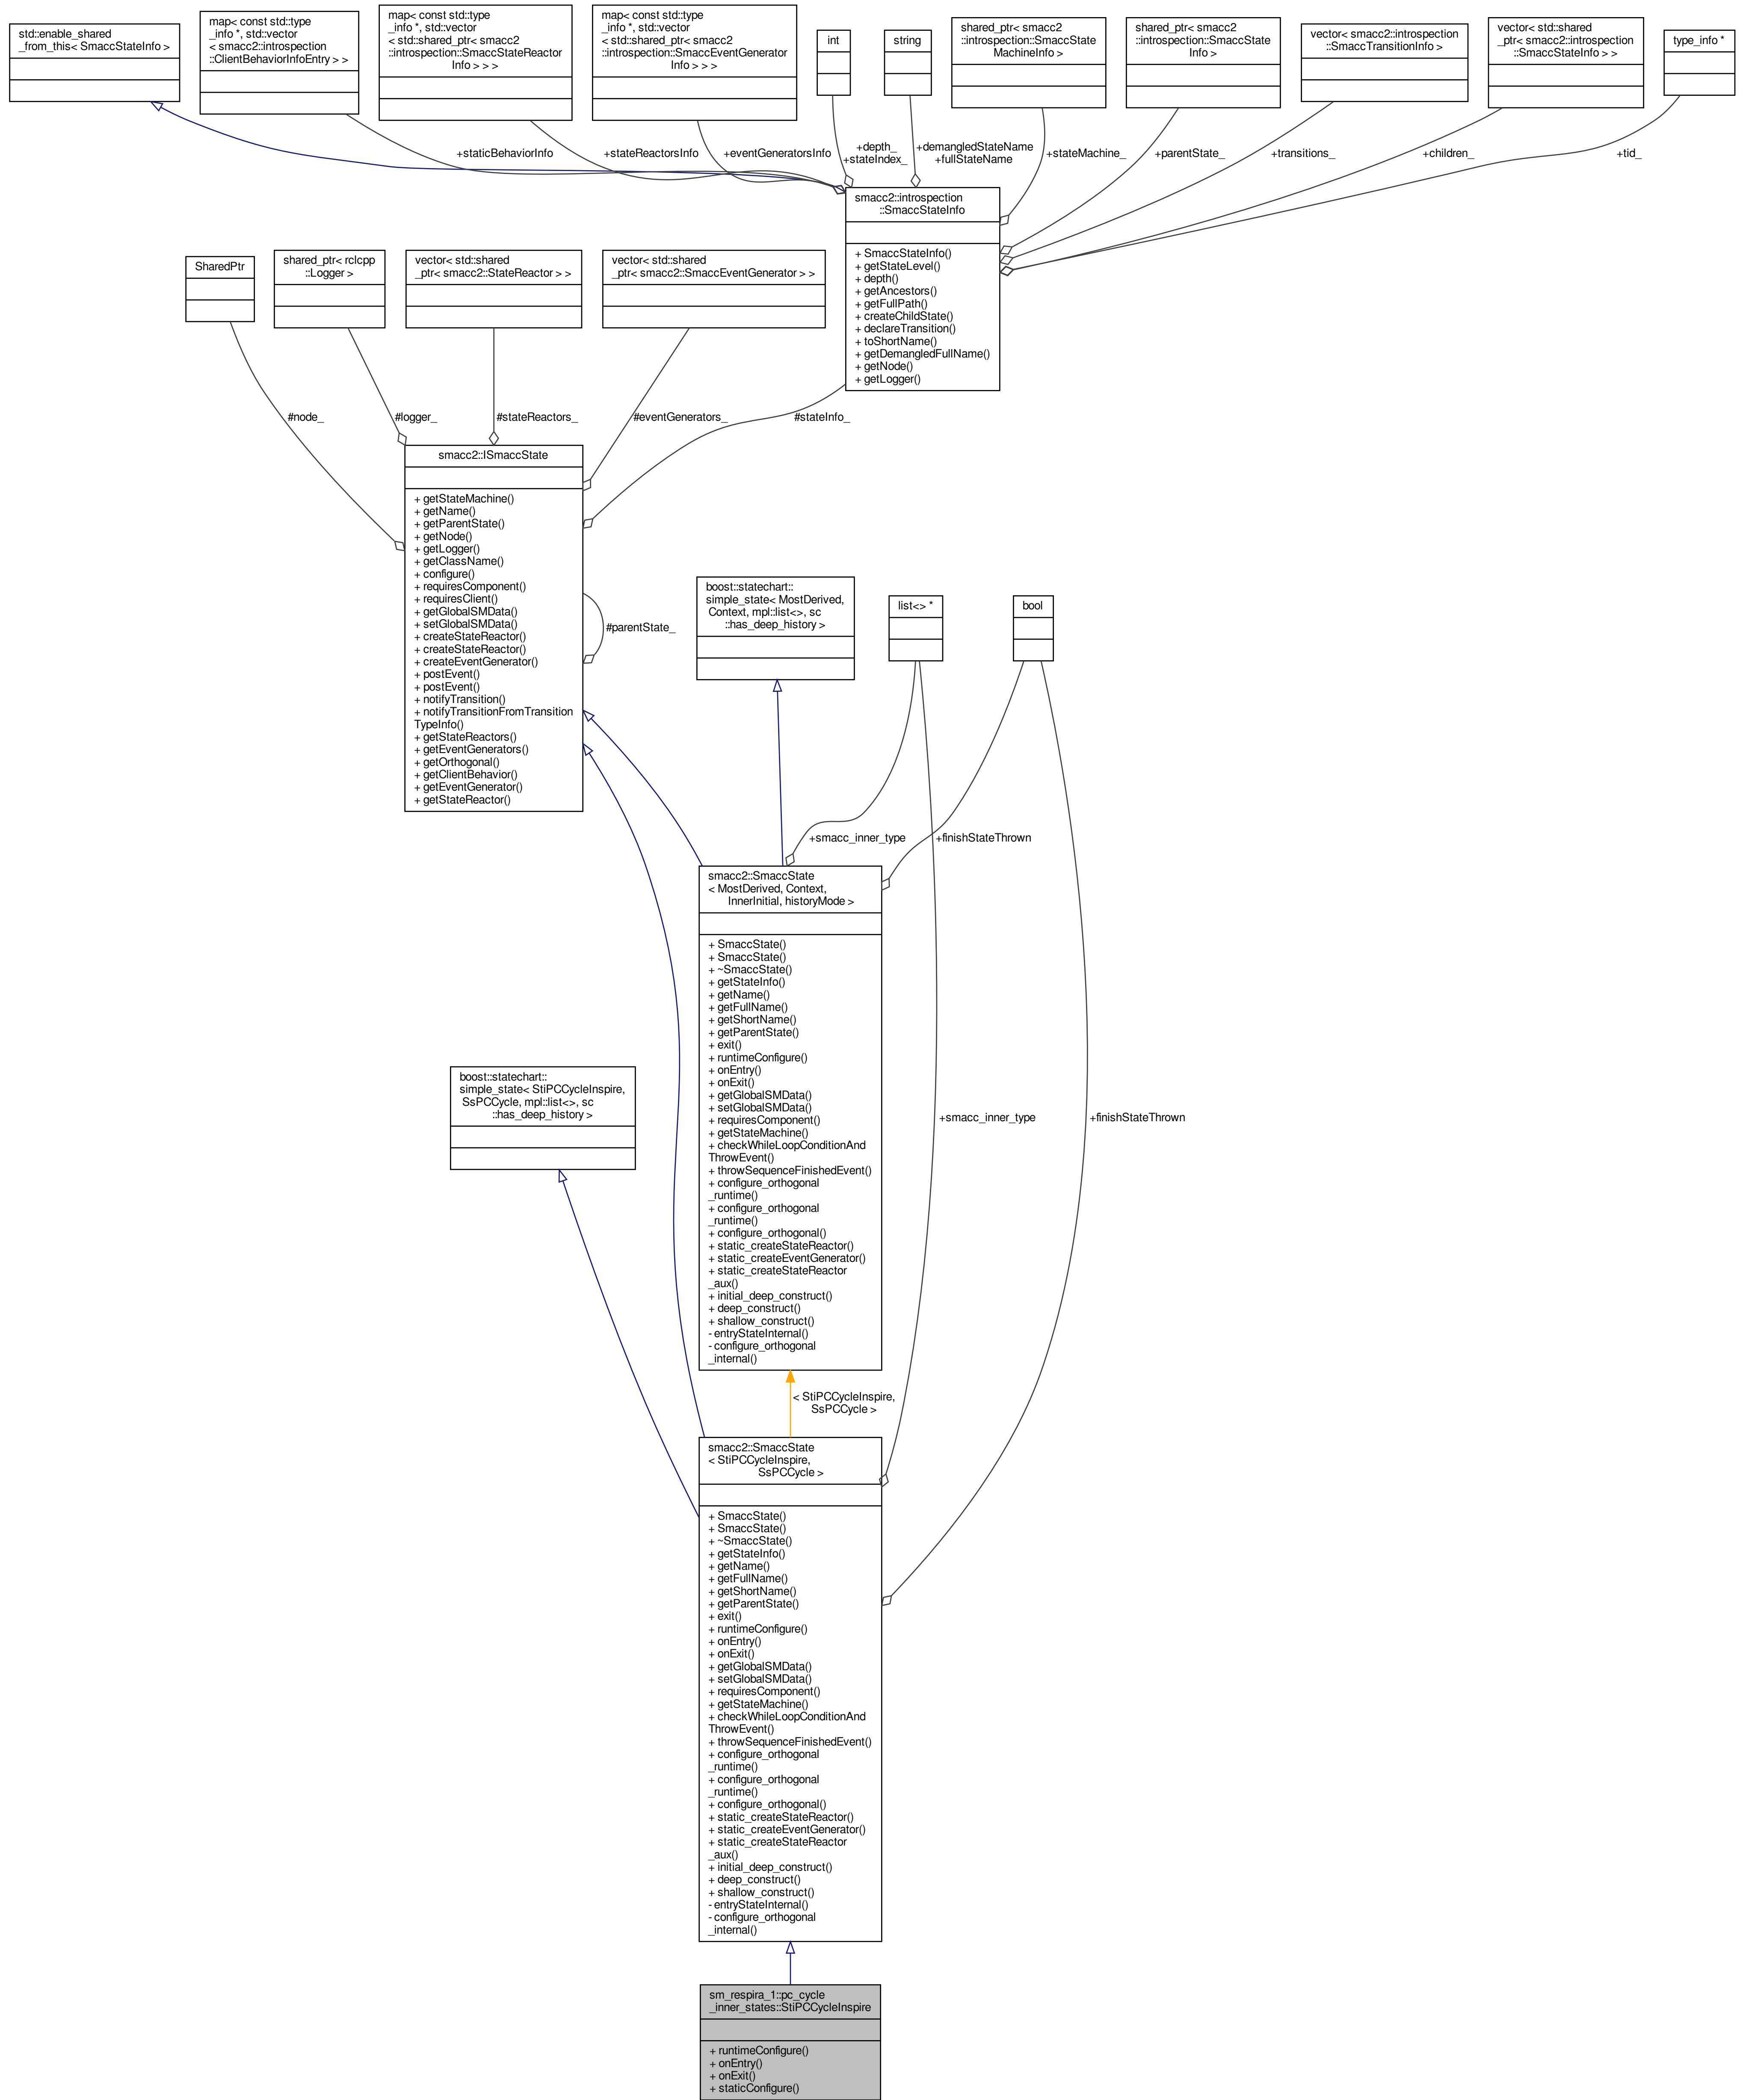 std::enable_shared
_from_this< SmaccStateInfo >
map< const std::type
_info *, std::vector
< smacc2::introspection
::ClientBehaviorInfoEntry > >
map< const std::type
_info *, std::vector
< std::shared_ptr< smacc2
::introspection::SmaccStateReactor
Info > > >
map< const std::type
_info *, std::vector
< std::shared_ptr< smacc2
::introspection::SmaccEventGenerator
Info > > >
int
string
shared_ptr< smacc2
::introspection::SmaccState
MachineInfo >
shared_ptr< smacc2
::introspection::SmaccState
Info >
vector< smacc2::introspection
::SmaccTransitionInfo >
vector< std::shared
_ptr< smacc2::introspection
::SmaccStateInfo > >
type_info *
+staticBehaviorInfo
+stateReactorsInfo
+eventGeneratorsInfo
+depth_
+stateIndex_
+demangledStateName
+fullStateName
+stateMachine_
+parentState_
+transitions_
+children_
+tid_
smacc2::introspection
::SmaccStateInfo
+ SmaccStateInfo()
+ getStateLevel()
+ depth()
+ getAncestors()
+ getFullPath()
+ createChildState()
+ declareTransition()
+ toShortName()
+ getDemangledFullName()
+ getNode()
+ getLogger()
SharedPtr
shared_ptr< rclcpp
::Logger >
vector< std::shared
_ptr< smacc2::StateReactor > >
vector< std::shared
_ptr< smacc2::SmaccEventGenerator > >
#node_
#logger_
#stateReactors_
#eventGenerators_
#stateInfo_
smacc2::ISmaccState
+ getStateMachine()
+ getName()
+ getParentState()
+ getNode()
+ getLogger()
+ getClassName()
+ configure()
+ requiresComponent()
+ requiresClient()
+ getGlobalSMData()
+ setGlobalSMData()
+ createStateReactor()
+ createStateReactor()
+ createEventGenerator()
+ postEvent()
+ postEvent()
+ notifyTransition()
+ notifyTransitionFromTransition
TypeInfo()
+ getStateReactors()
+ getEventGenerators()
+ getOrthogonal()
+ getClientBehavior()
+ getEventGenerator()
+ getStateReactor()
#parentState_
boost::statechart::
simple_state< MostDerived,
Context, mpl::list<>, sc
::has_deep_history >
list<> *
bool
+smacc_inner_type
+finishStateThrown
smacc2::SmaccState
< MostDerived, Context,
InnerInitial, historyMode >
+ SmaccState()
+ SmaccState()
+ ~SmaccState()
+ getStateInfo()
+ getName()
+ getFullName()
+ getShortName()
+ getParentState()
+ exit()
+ runtimeConfigure()
+ onEntry()
+ onExit()
+ getGlobalSMData()
+ setGlobalSMData()
+ requiresComponent()
+ getStateMachine()
+ checkWhileLoopConditionAnd
ThrowEvent()
+ throwSequenceFinishedEvent()
+ configure_orthogonal
_runtime()
+ configure_orthogonal
_runtime()
+ configure_orthogonal()
+ static_createStateReactor()
+ static_createEventGenerator()
+ static_createStateReactor
_aux()
+ initial_deep_construct()
+ deep_construct()
+ shallow_construct()
- entryStateInternal()
- configure_orthogonal
_internal()
boost::statechart::
simple_state< StiPCCycleInspire,
SsPCCycle, mpl::list<>, sc
::has_deep_history >
+smacc_inner_type
+finishStateThrown
< StiPCCycleInspire,
SsPCCycle >
smacc2::SmaccState
< StiPCCycleInspire,
SsPCCycle >
+ SmaccState()
+ SmaccState()
+ ~SmaccState()
+ getStateInfo()
+ getName()
+ getFullName()
+ getShortName()
+ getParentState()
+ exit()
+ runtimeConfigure()
+ onEntry()
+ onExit()
+ getGlobalSMData()
+ setGlobalSMData()
+ requiresComponent()
+ getStateMachine()
+ checkWhileLoopConditionAnd
ThrowEvent()
+ throwSequenceFinishedEvent()
+ configure_orthogonal
_runtime()
+ configure_orthogonal
_runtime()
+ configure_orthogonal()
+ static_createStateReactor()
+ static_createEventGenerator()
+ static_createStateReactor
_aux()
+ initial_deep_construct()
+ deep_construct()
+ shallow_construct()
- entryStateInternal()
- configure_orthogonal
_internal()
sm_respira_1::pc_cycle
_inner_states::StiPCCycleInspire
+ runtimeConfigure()
+ onEntry()
+ onExit()
+ staticConfigure()